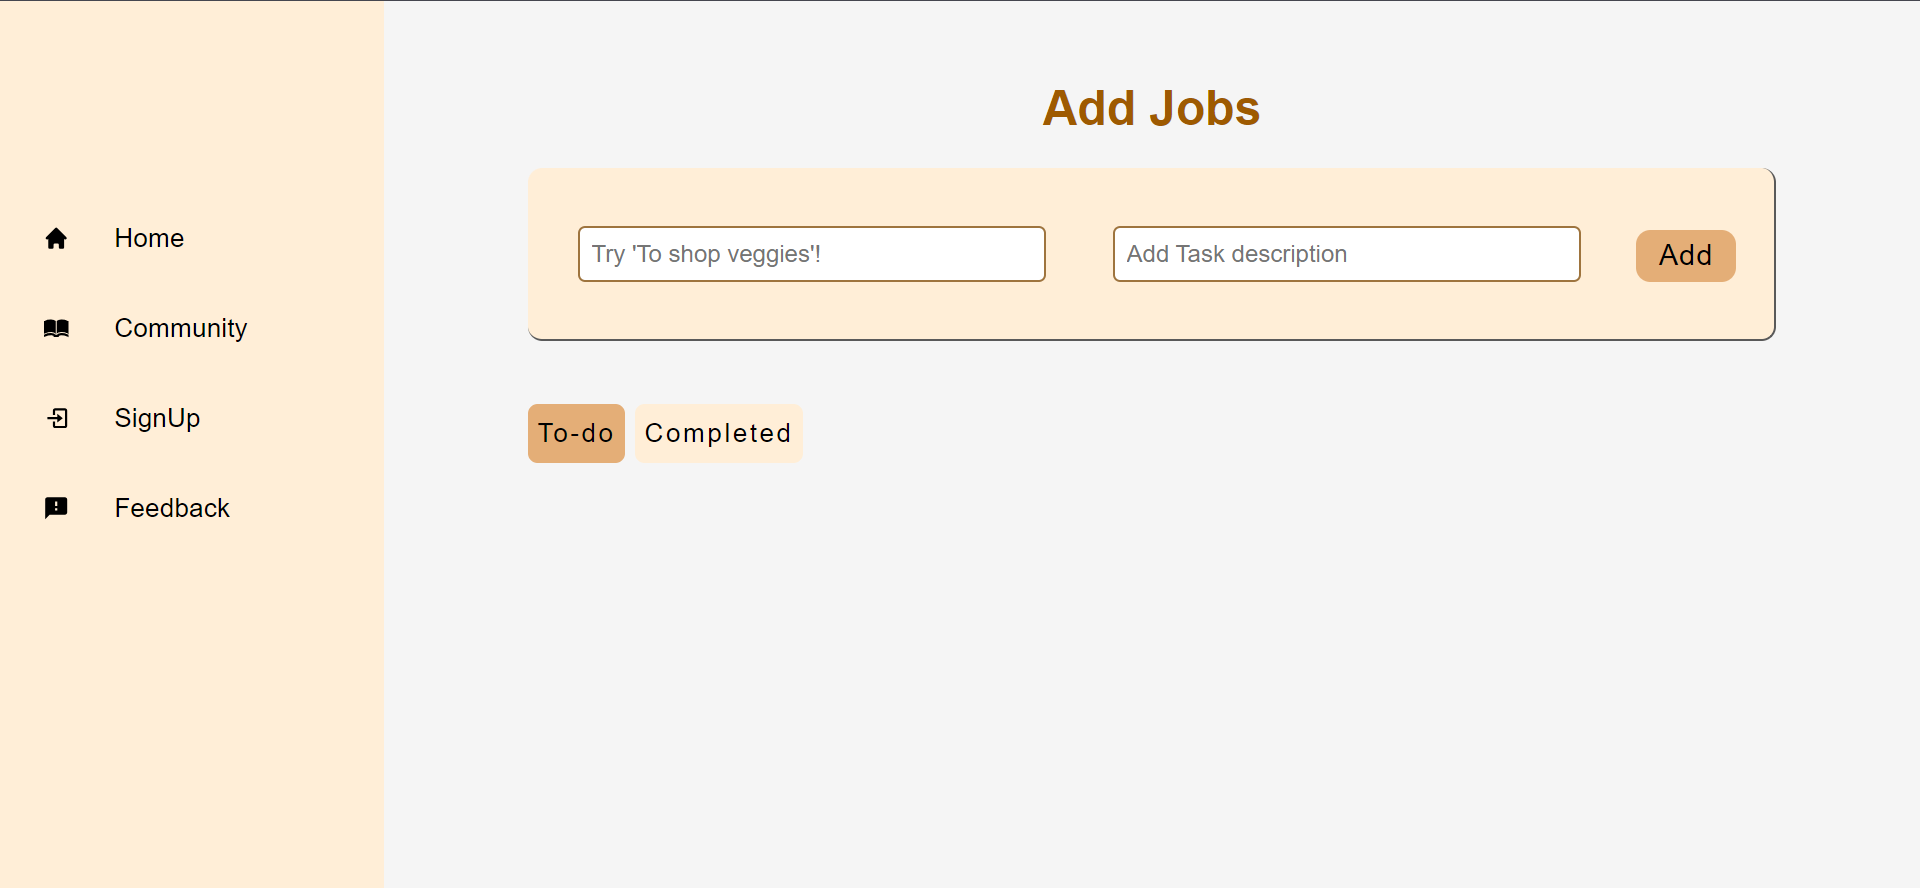 Home
Community
SignUp
Feedback
Add Jobs
Try 'To shop veggies'!
Add Task description
Add
To-do
Completed